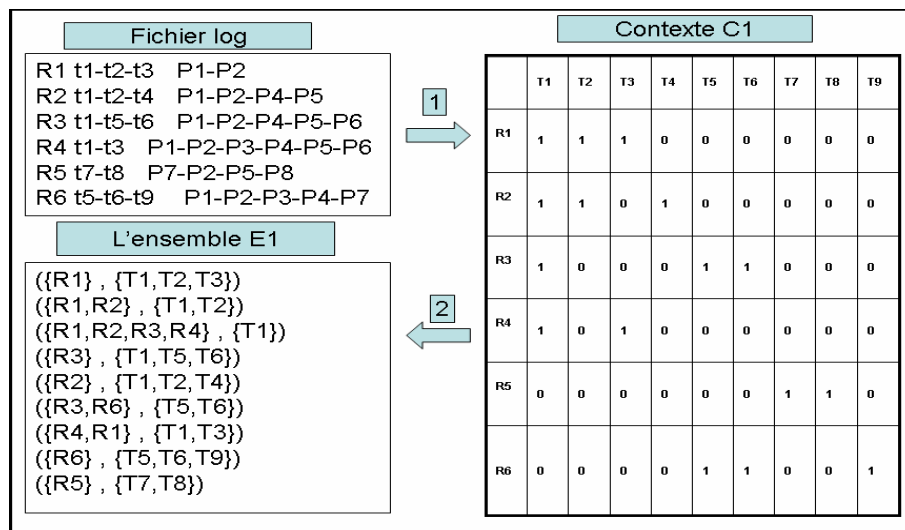 Fichier log
R1 t1-t2-t3 P1-P2
R2 t1-t2-t4 P1-P2-P4-P5
R3 t1-t5-t6 P1-P2-P4-P5-P6
R4 t1-t3 P1-P2-P3-P4-P5-P6
R5 t7-t8 P7-P2-P5-P8
R6 t5-t6-t9 P1-P2-P3-P4-P7
1
L'ensemble E1
({R1} , {T1,T2,T3})
({R1,R2} , {T1,T2})
({R1,R2,R3,R4} , {T1})
({R3} , {T1,T5,T6})
({R2} , {T1,T2,T4})
({R3,R6} , {T5,T6})
({R4,R1} , {T1,T3})
({R6} , {T5,T6,T9})
({R5} , {T7,T8})
2
Contexte C1
T1 T2 T3 T4 T5 T6 T7 T8 T9
R1 1 1 1 0 0 0 0 0 0
R2 1 1 0 1 0 0 0 0 0
R3 1 0 0 0 1 1 0 0 0
R4 1 0 1 0 0 0 0 0 0
R5 0 0 0 0 0 0 1 1 0
R6 0 0 0 0 1 1 0 0 1